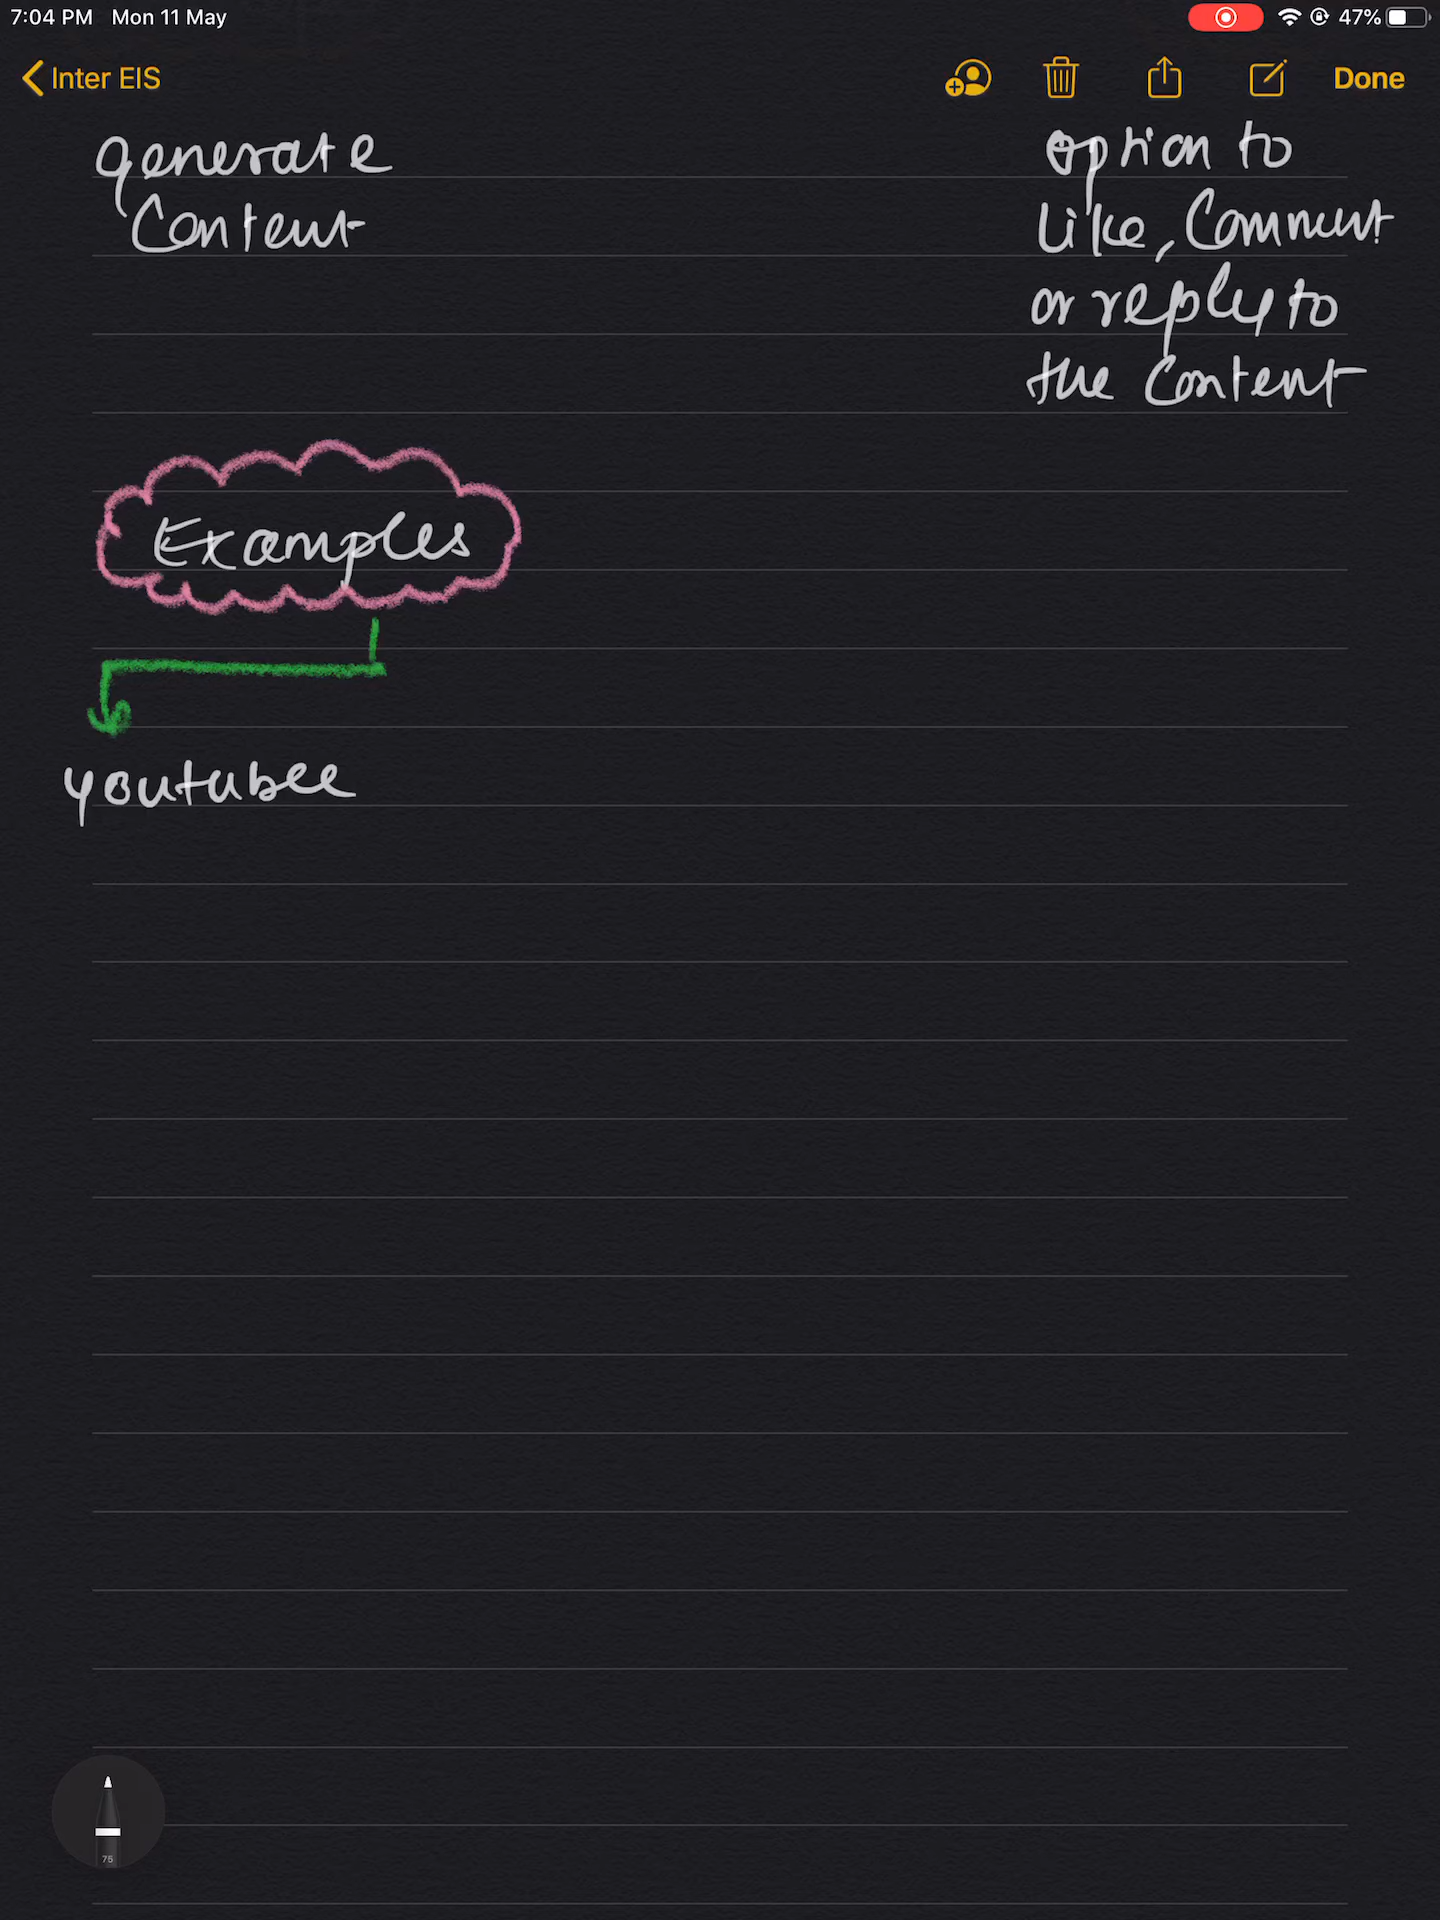 7:04 PM Mon 11 May
47%
Inter EIS
Done
generate
Content
option to
Like, Comment
or reply to
the Content
Examples
youtubee
75